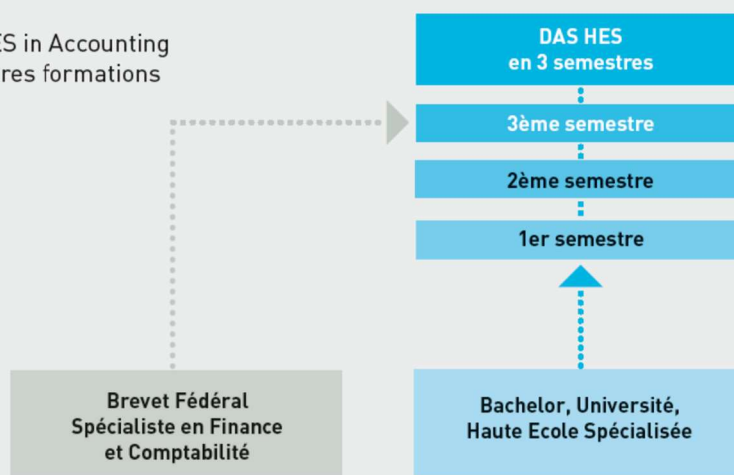 ES in Accounting
res formations
DAS HES
en 3 semestres
3ème semestre
2ème semestre
1er semestre
Brevet Fédéral
Spécialiste en Finance
et Comptabilité
Bachelor, Université,
Haute Ecole Spécialisée